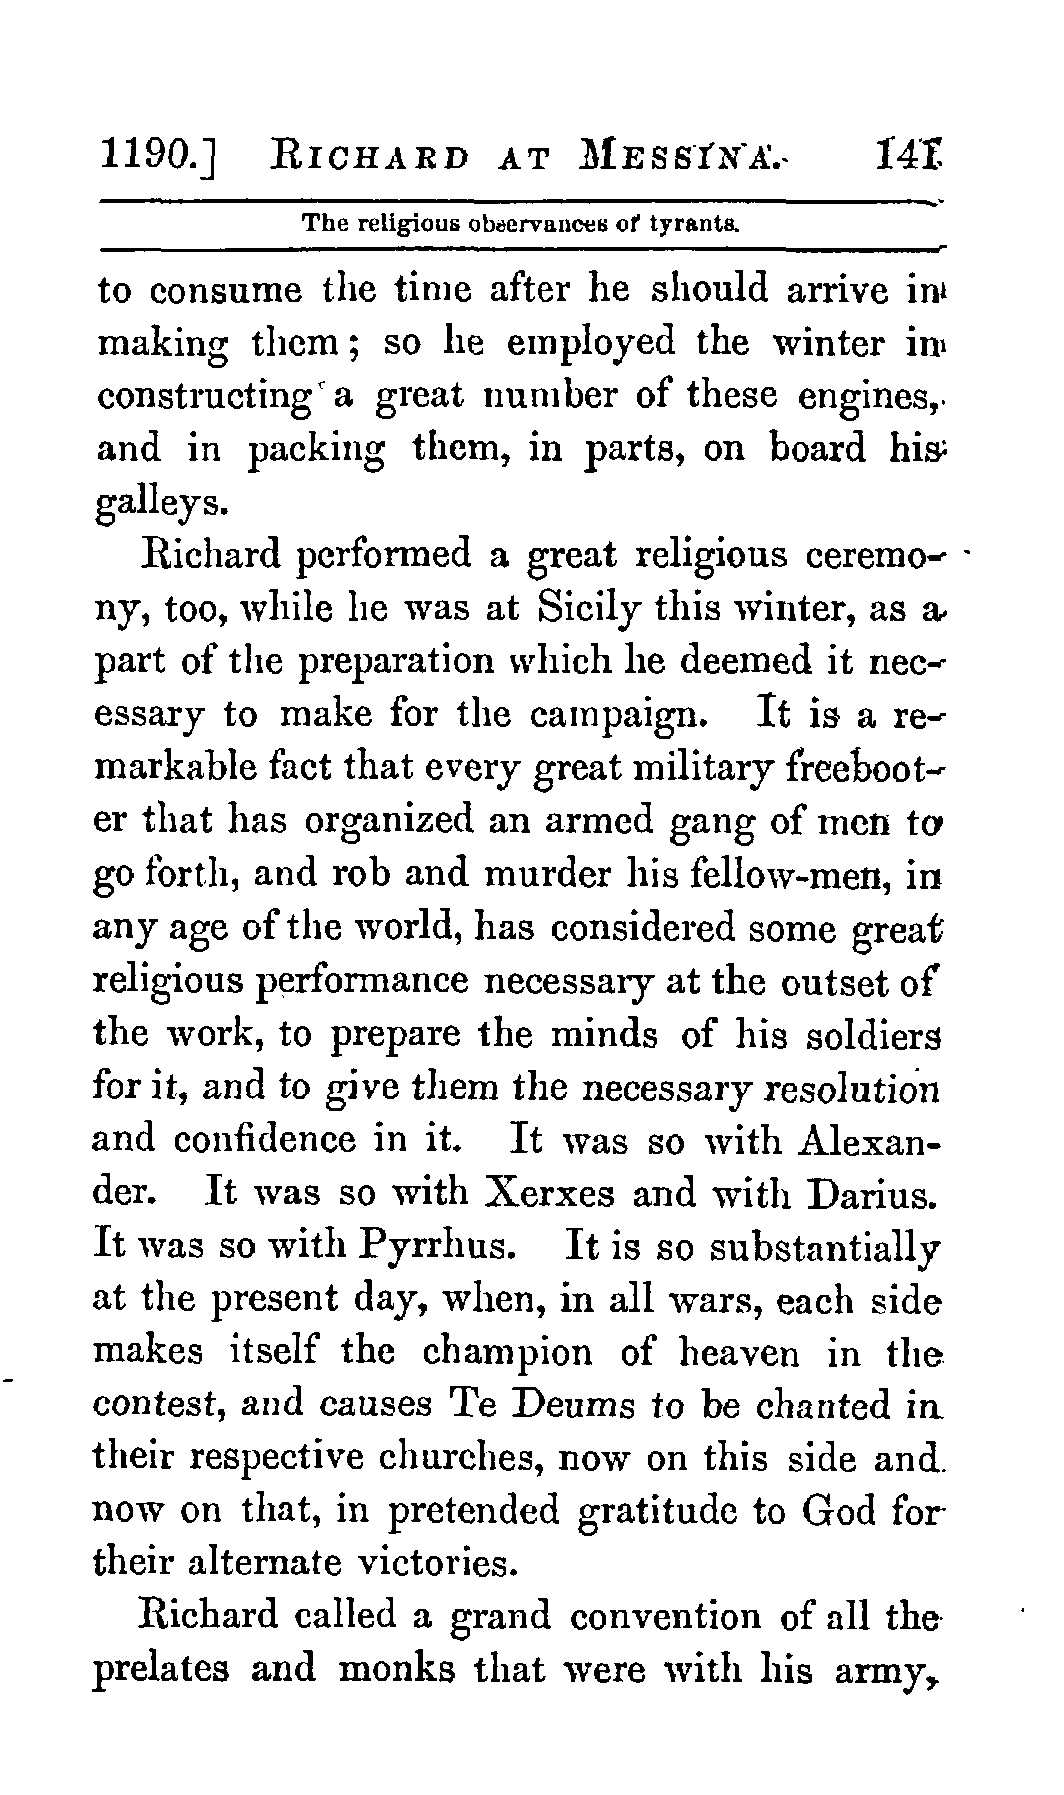 1190.] RICHARD AT MESSINA. 141
The religious observances of tyrants.
to consume the time after he should arrive in
making them; so he employed the winter in
constructing a great number of these engines,
and in packing them, in parts, on board his
galleys.
Richard performed a great religious ceremo-
ny, too, while he was at Sicily this winter, as a
part of the preparation which he deemed it nec-
essary to make for the campaign. It is a re-
markable fact that every great military freeboot-
er that has organized an armed gang of men to
go forth, and rob and murder his fellow-men, in
any age of the world, has considered some great
religious performance necessary at the outset of
the work, to prepare the minds of his soldiers
for it, and to give them the necessary resolution
and confidence in it. It was so with Alexan-
der. It was so with Xerxes and with Darius.
It was so with Pyrrhus. It is so substantially
at the present day, when, in all wars, each side
makes itself the champion of heaven in the
contest, and causes Te Deums to be chanted in
their respective churches, now on this side and
now on that, in pretended gratitude to God for
their alternate victories.
Richard called a grand convention of all the
prelates and monks that were with his army,